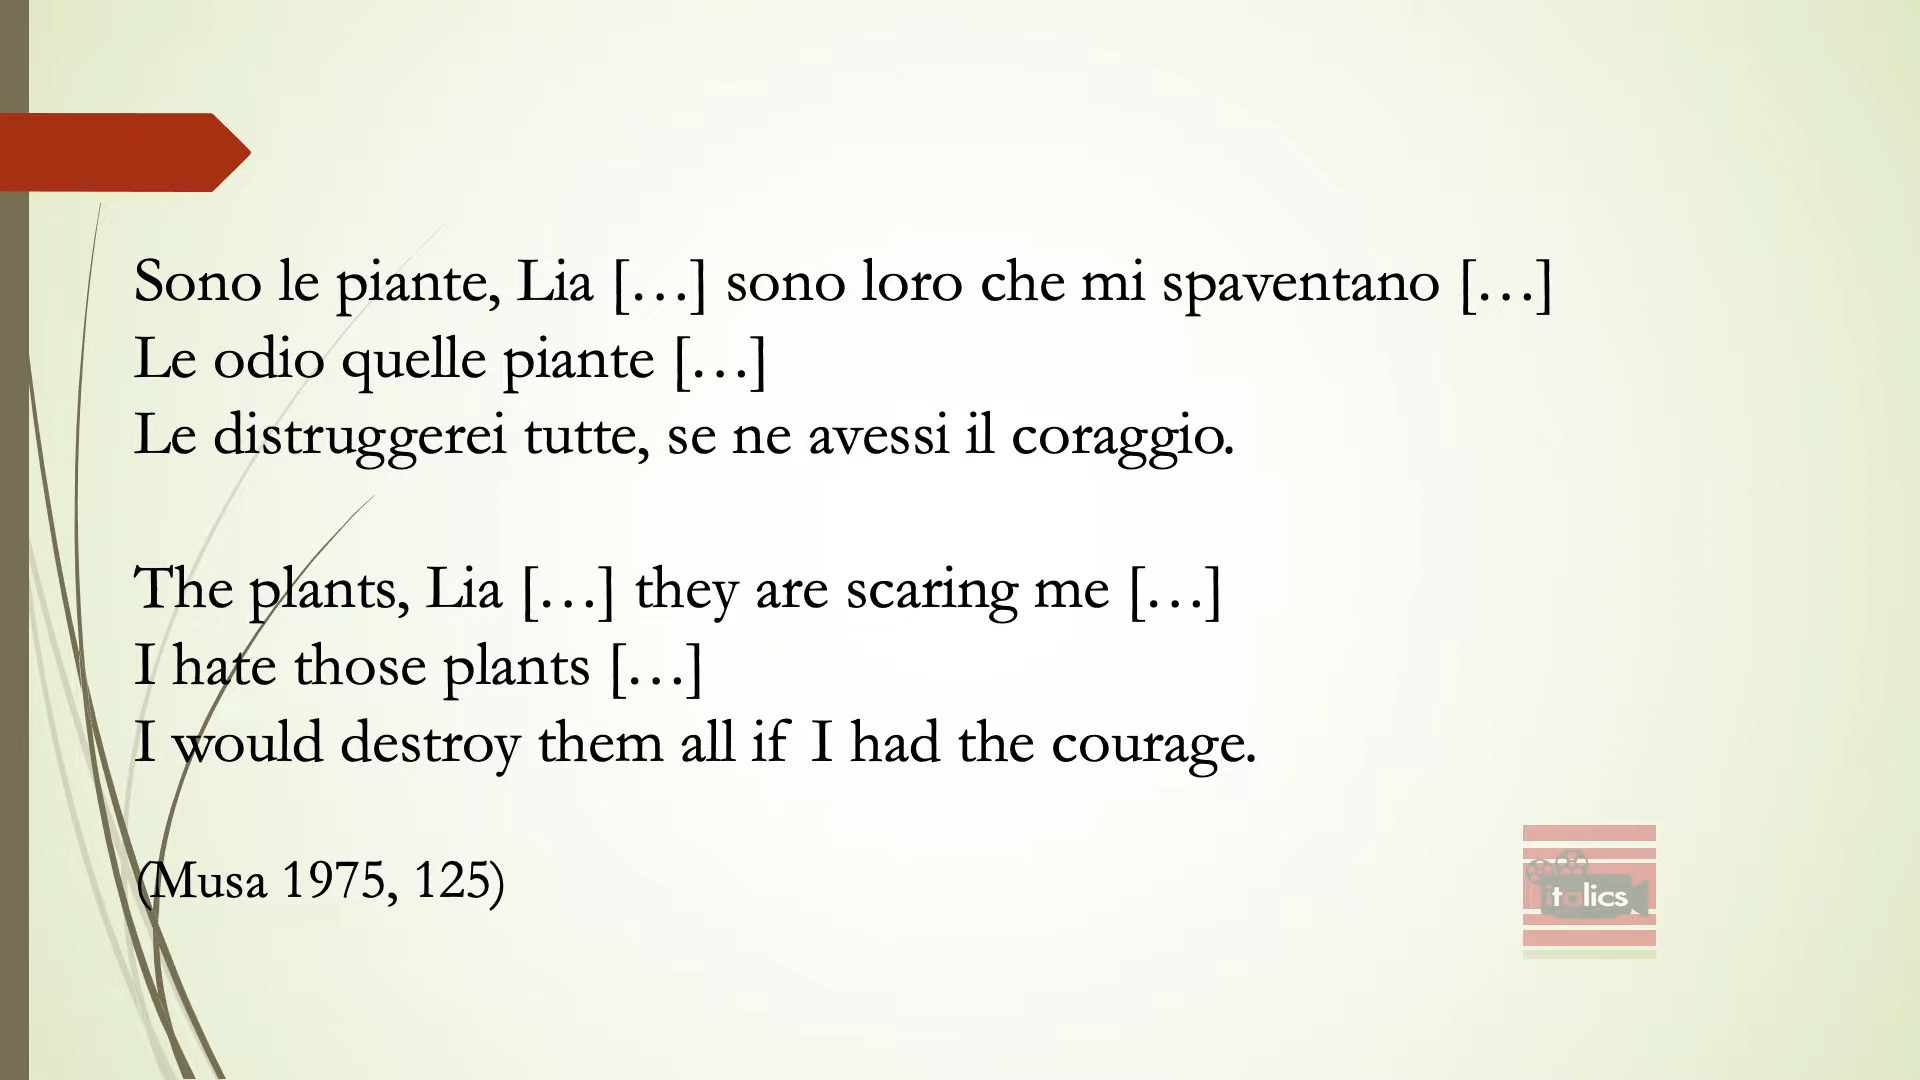 Sono le piante, Lia […] sono loro che mi spaventano […]
Le odio quelle piante […]
Le distruggerei tutte, se ne avessi il coraggio.
The plants, Lia […] they are scaring me […]
I hate those plants […]
I would destroy them all if I had the courage.
(Musa 1975, 125)
italics